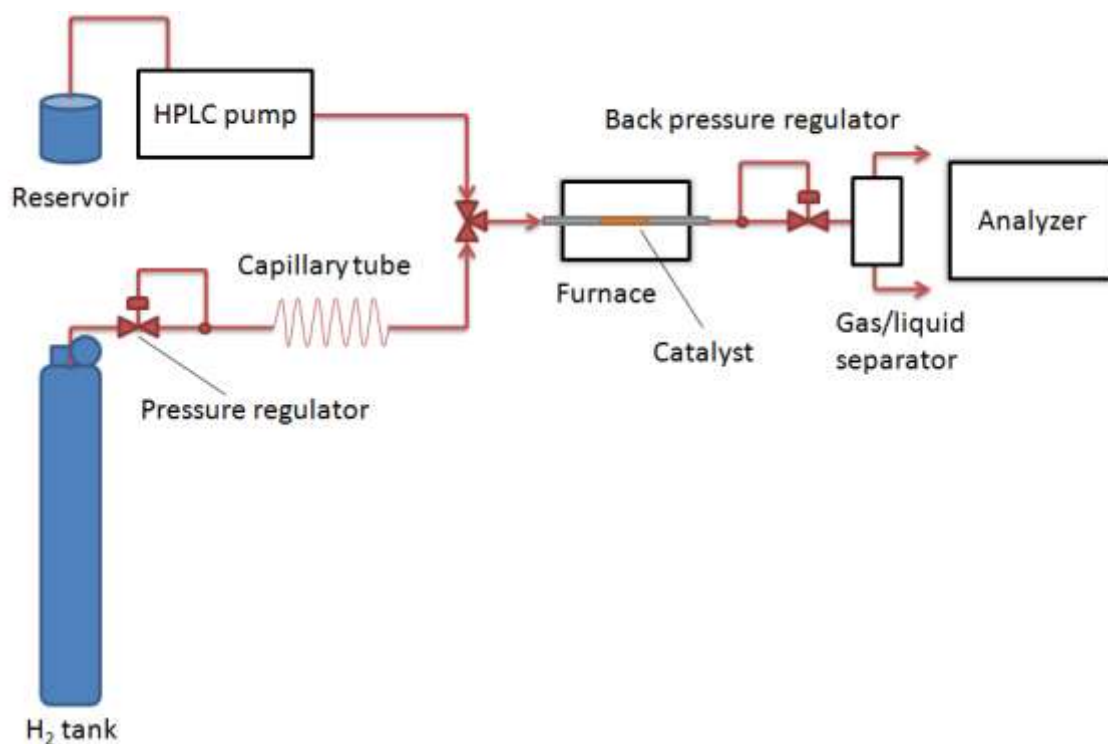 HPLC pump
Reservoir
Back pressure regulator
Analyzer
Capillary tube
Furnace
Catalyst
Gas/liquid
separator
Pressure regulator
H₂ tank